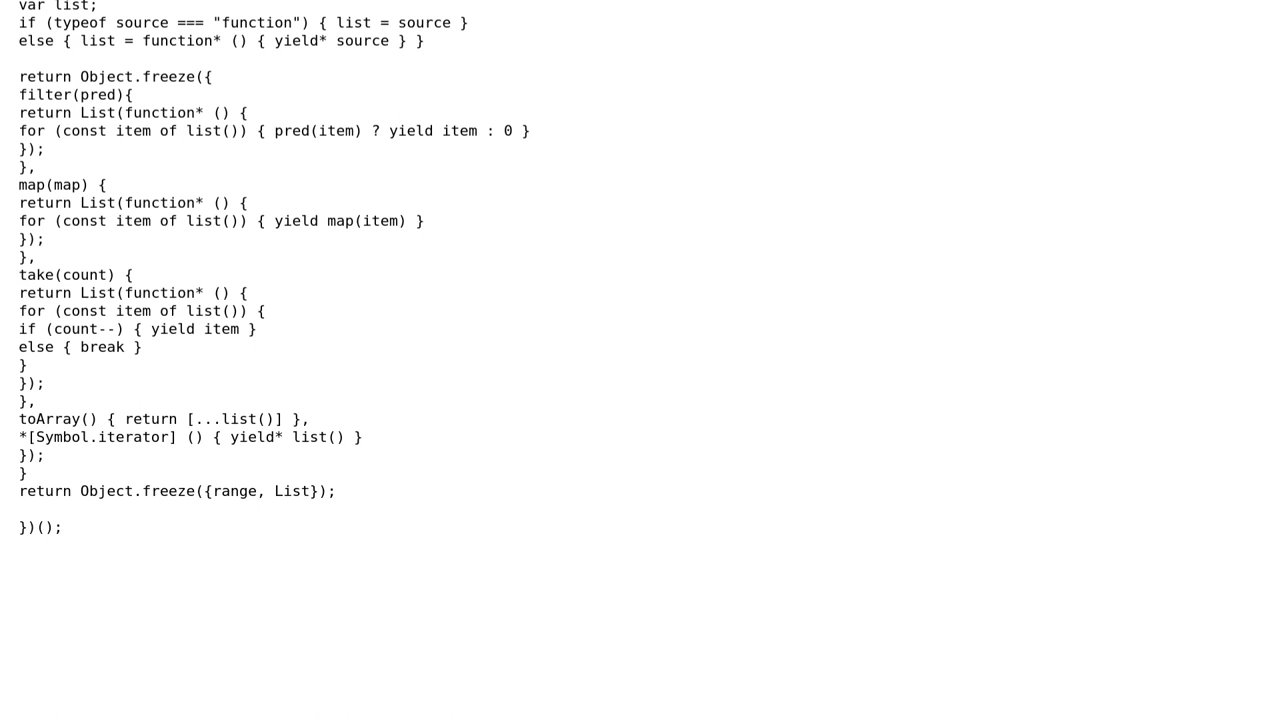 var list;
if (typeof source === "function") { list = source }
else { list = function* () { yield* source } }
return Object.freeze({
filter(pred){
return List(function* () {
for (const item of list()) { pred(item) ? yield item : 0 }
});
},
map(map) {
return List(function* () {
for (const item of list()) { yield map(item) }
});
},
take(count) {
return List(function* () {
for (const item of list()) {
if (count--) { yield item }
else { break }
}
});
},
toArray() { return [...list()] },
*[Symbol.iterator] () { yield* list() }
});
}
return Object.freeze({range, List});
})();